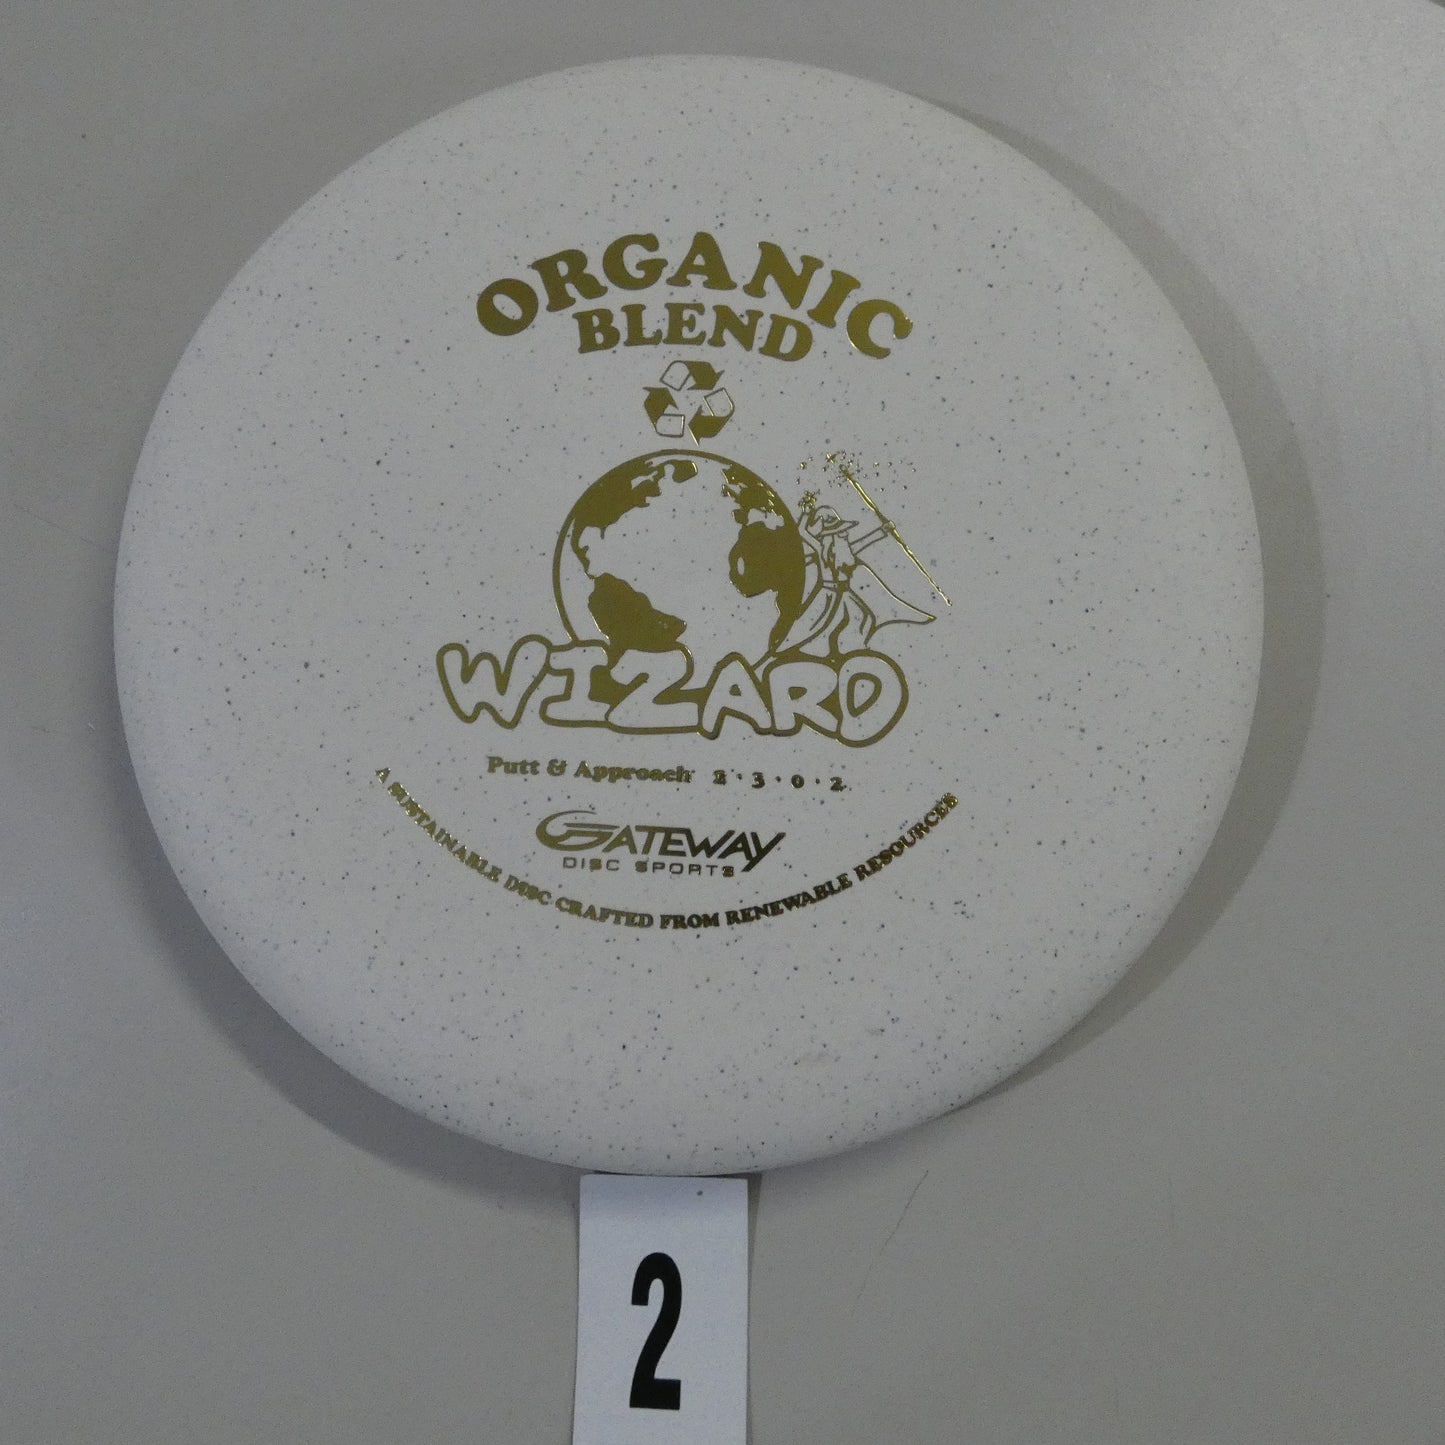 ORGANIC
BLEND
WIZARD
Putt & Approach 2 · 3 · 0 · 2
GATEWAY
DISC SPORTS
A SUSTAINABLE DISC CRAFTED FROM RENEWABLE RESOURCES
2